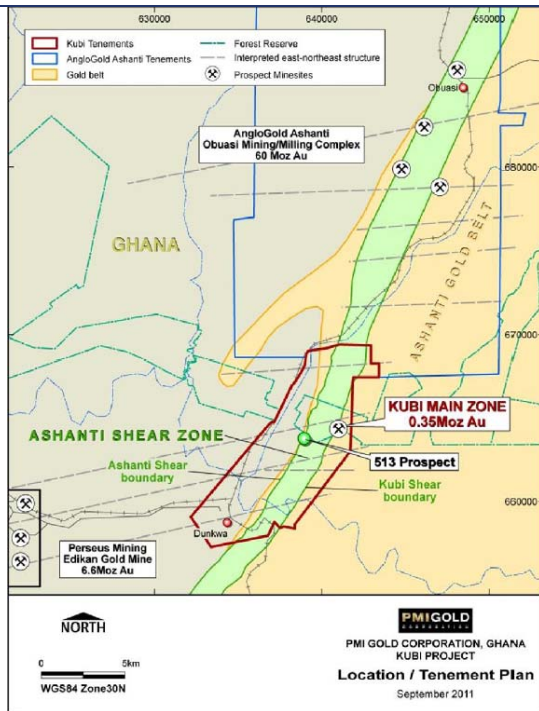 630000
640000
650000
Kubi Tenements
AngloGold Ashanti Tenements
Gold belt
Forest Reserve
Interpreted east-northeast structure
Prospect Minesites
Obuasi
AngloGold Ashanti
Obuasi Mining/Milling Complex
60 Moz Au
680000
GHANA
ASHANTI GOLD BELT
670000
KUBI MAIN ZONE
0.35Moz Au
ASHANTI SHEAR ZONE
513 Prospect
Ashanti Shear
boundary
Kubi Shear
boundary
660000
Dunkwa
Perseus Mining
Edikan Gold Mine
6.6Moz Au
NORTH
0 5km
WGS84 Zone30N
PMIGOLD
CORPORATION
PMI GOLD CORPORATION, GHANA
KUBI PROJECT
Location / Tenement Plan
September 2011